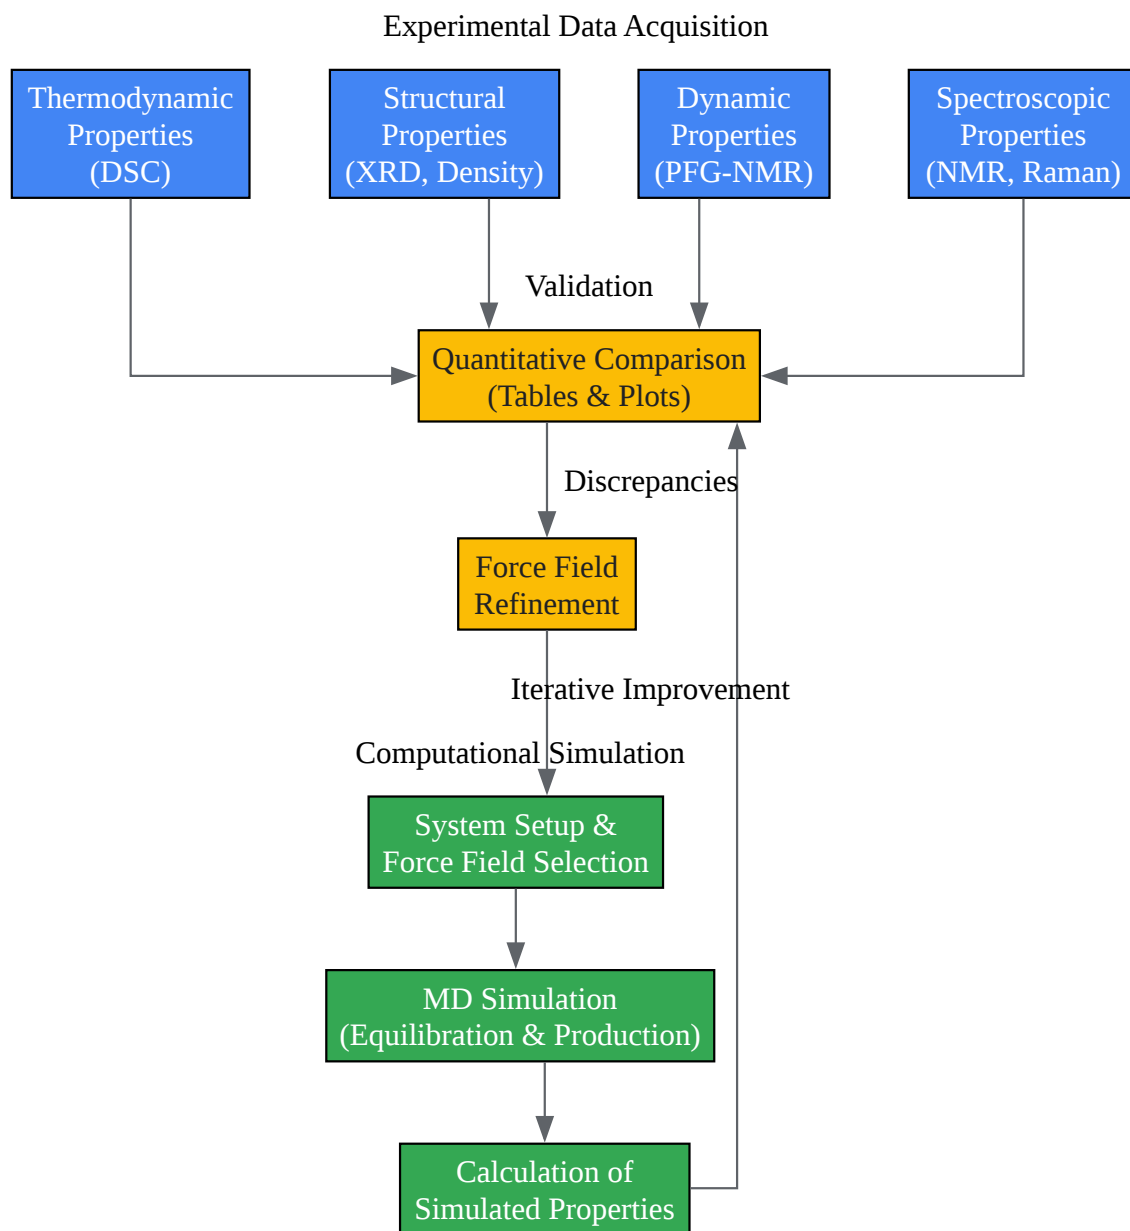 Experimental Data Acquisition
Thermodynamic
Properties
(DSC)
Structural
Properties
(XRD, Density)
Dynamic
Properties
(PFG-NMR)
Spectroscopic
Properties
(NMR, Raman)
Validation
Quantitative Comparison
(Tables & Plots)
Discrepancies
Force Field
Refinement
Iterative Improvement
Computational Simulation
System Setup &
Force Field Selection
MD Simulation
(Equilibration & Production)
Calculation of
Simulated Properties